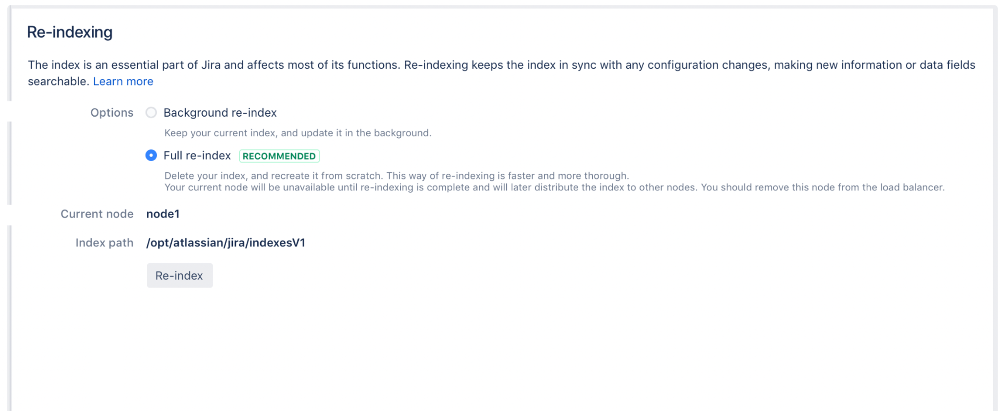 Re-indexing
The index is an essential part of Jira and affects most of its functions. Re-indexing keeps the index in sync with any configuration changes, making new information or data fields
searchable. Learn more
Options Background re-index
Keep your current index, and update it in the background.
Full re-index RECOMMENDED
Delete your index, and recreate it from scratch. This way of re-indexing is faster and more thorough.
Your current node will be unavailable until re-indexing is complete and will later distribute the index to other nodes. You should remove this node from the load balancer.
Current node node1
Index path /opt/atlassian/jira/indexesV1
Re-index